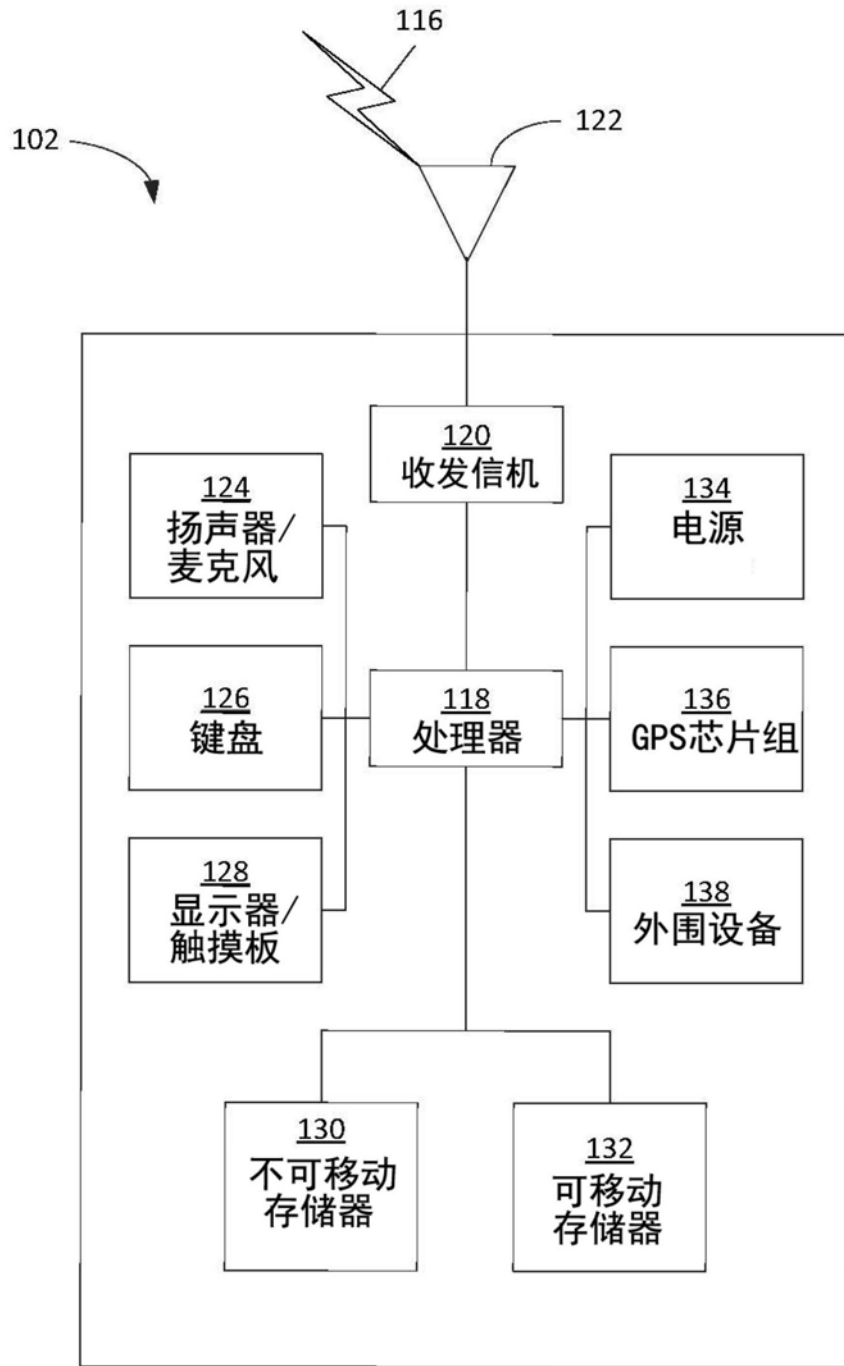 116
122
102
120
收发信机
124
扬声器/
麦克风
134
电源
126
键盘
118
处理器
136
GPS芯片组
128
显示器/
触摸板
138
外围设备
130
不可移动
存储器
132
可移动
存储器